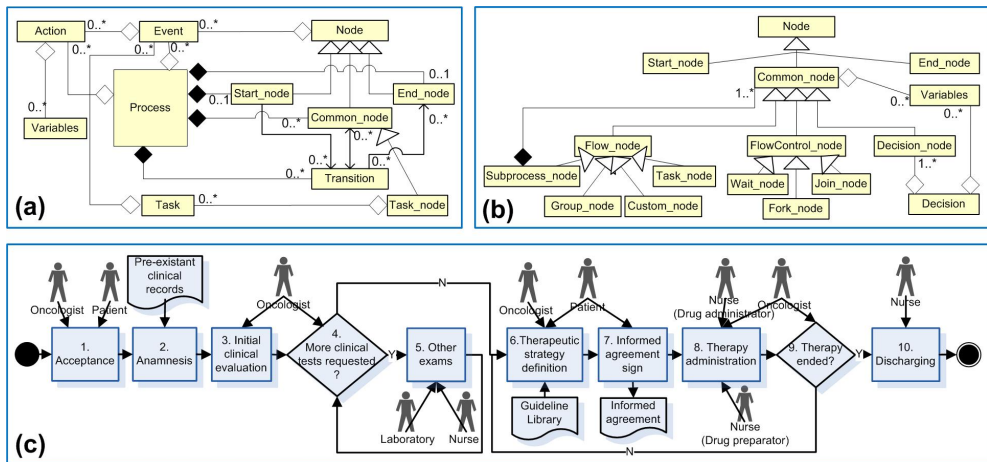 Action
0..*
Event
0..*
Node
0..*
0..*
0..*
0..*
0..1
Process
0..1
Start_node
End_node
0..*
Common_node
0..*
0..*
Variables
0..*
0..*
0..*
Transition
0..*
(a)
Task
0..*
Task_node
Node
Start_node
End_node
Common_node
1..*
0..*
Variables
0..*
Flow_node
FlowControl_node
Decision_node
1..*
Subprocess_node
Task_node
Wait_node
Join_node
Group_node
Custom_node
Fork_node
Decision
(b)
Pre-existant
clinical
records
Oncologist
Patient
Oncologist
N
Oncologist
Patient
Nurse
(Drug administrator)
Oncologist
Nurse
1.
Acceptance
2.
Anamnesis
3. Initial
clinical
evaluation
4.
More clinical
tests requested
?
Y
5. Other
exams
6.Therapeutic
strategy
definition
7. Informed
agreement
sign
8. Therapy
administration
9. Therapy
ended?
Y
10.
Discharging
Laboratory
Nurse
Guideline
Library
Informed
agreement
Nurse
(Drug preparator)
N
(c)